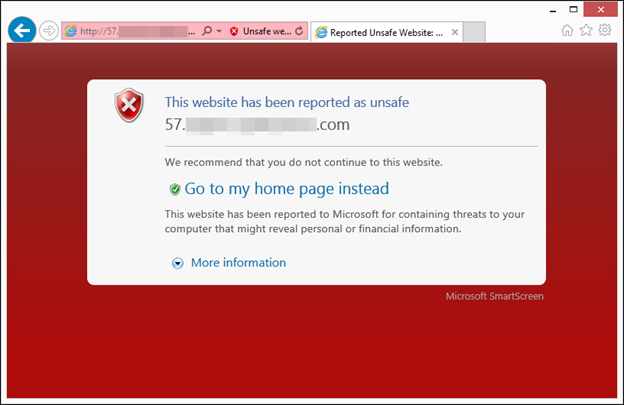 http://57. ... Unsafe we... Reported Unsafe Website: ...
This website has been reported as unsafe
57. .com
We recommend that you do not continue to this website.
Go to my home page instead
This website has been reported to Microsoft for containing threats to your
computer that might reveal personal or financial information.
More information
Microsoft SmartScreen